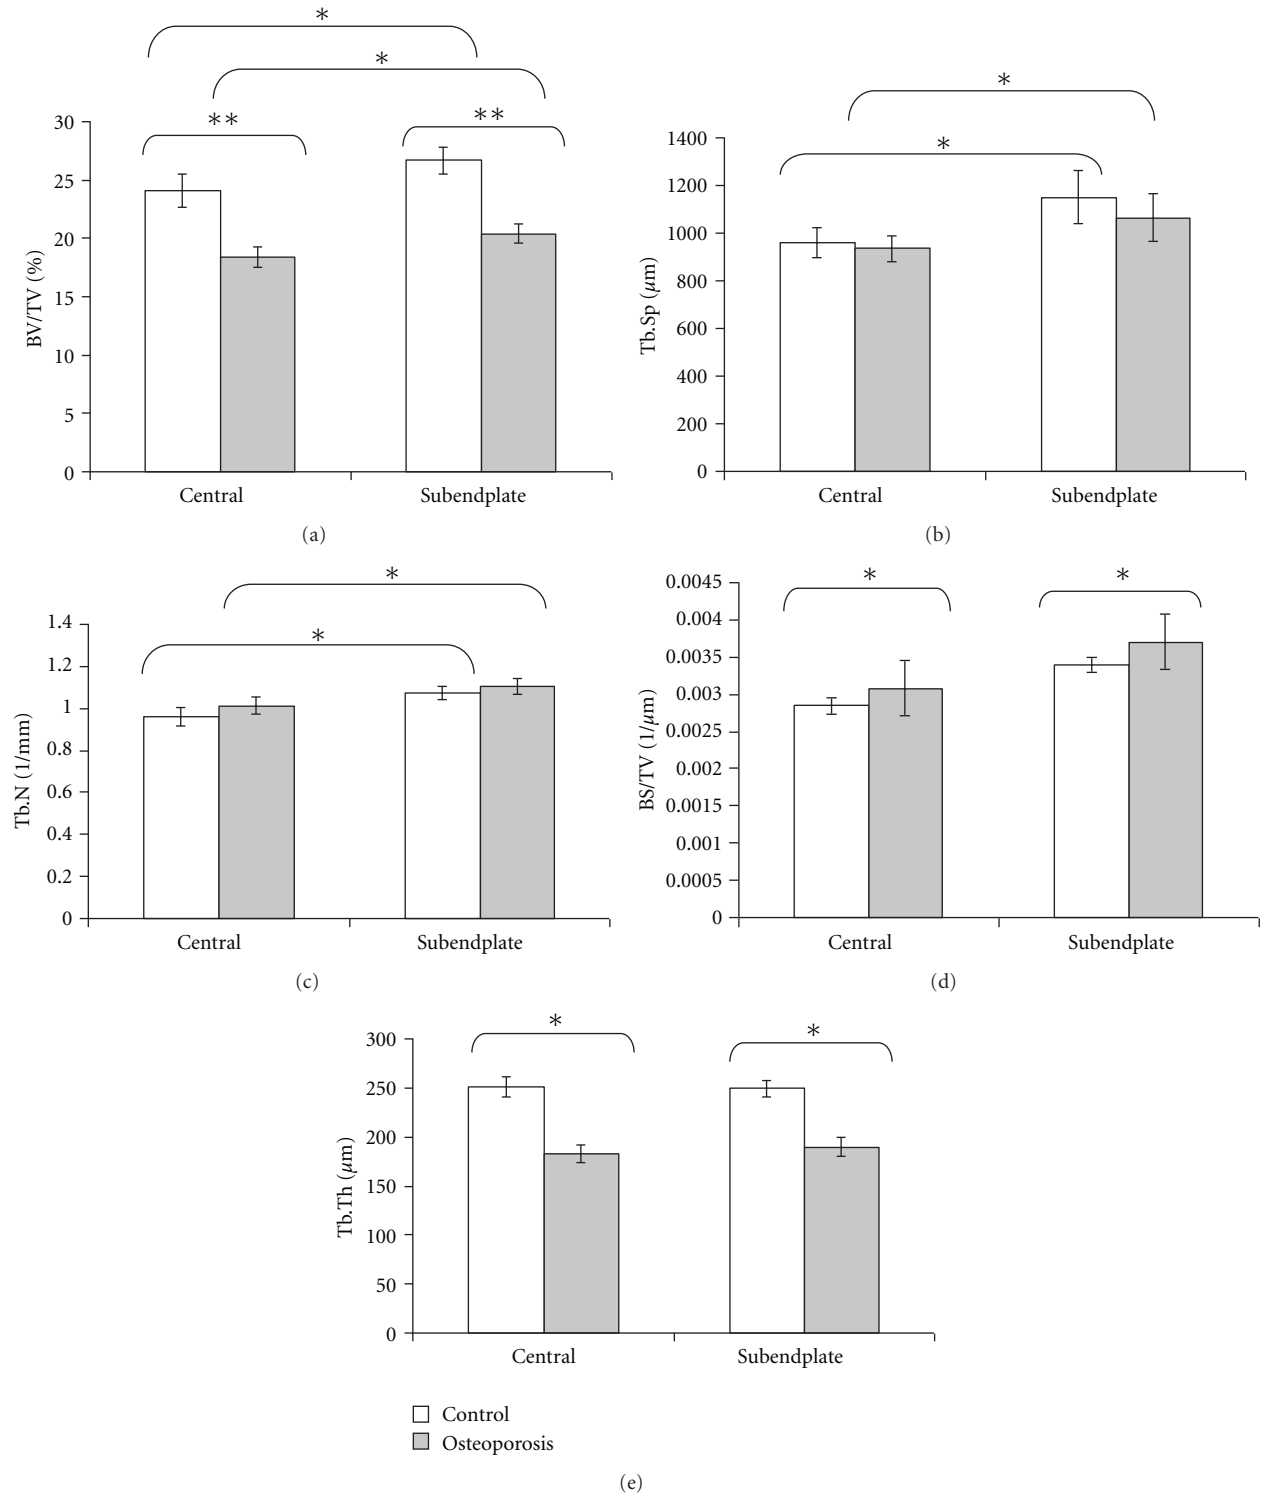 *
*
**
**
30
25
20
15
10
5
0
BV/TV (%)
Central
Subendplate
(a)
*
*
1400
1200
1000
800
600
400
200
0
Tb.Sp (μm)
Central
Subendplate
(b)
*
*
1.4
1.2
1
0.8
0.6
0.4
0.2
0
Tb.N (1/mm)
Central
Subendplate
(c)
*
*
0.0045
0.004
0.0035
0.003
0.0025
0.002
0.0015
0.001
0.0005
0
BS/TV (1/μm)
Central
Subendplate
(d)
*
*
300
250
200
150
100
50
0
Tb.Th (μm)
Central
Subendplate
Control
Osteoporosis
(e)